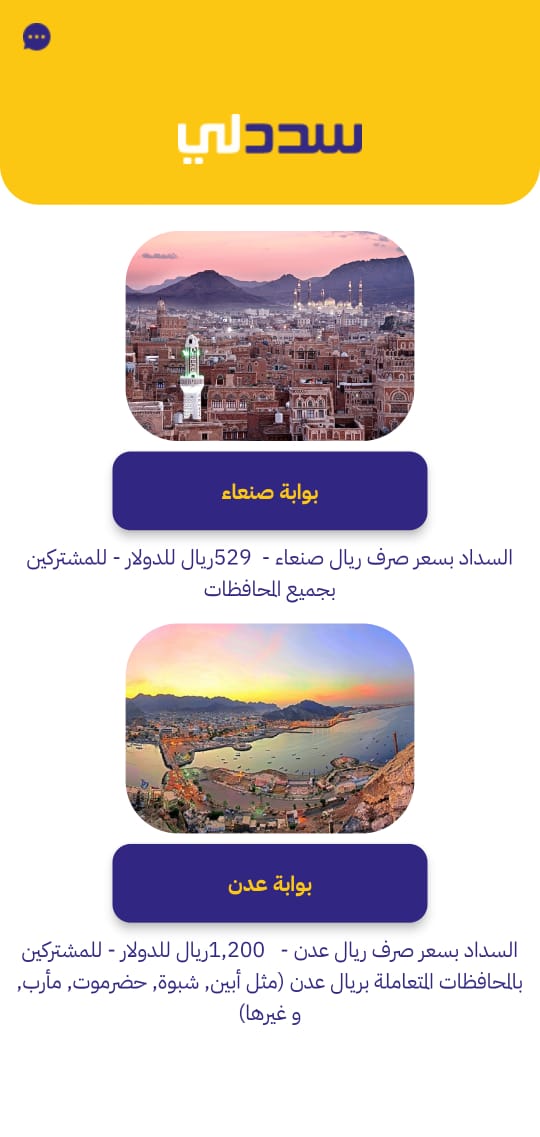 سددلي
بوابة صنعاء
السداد بسعر صرف ريال صنعاء - 529ريال للدولار - للمشتركين
بجميع المحافظات
بوابة عدن
السداد بسعر صرف ريال عدن - 1,200ريال للدولار - للمشتركين
بالمحافظات المتعاملة بريال عدن (مثل أبين, شبوة, حضرموت, مأرب,
و غيرها)